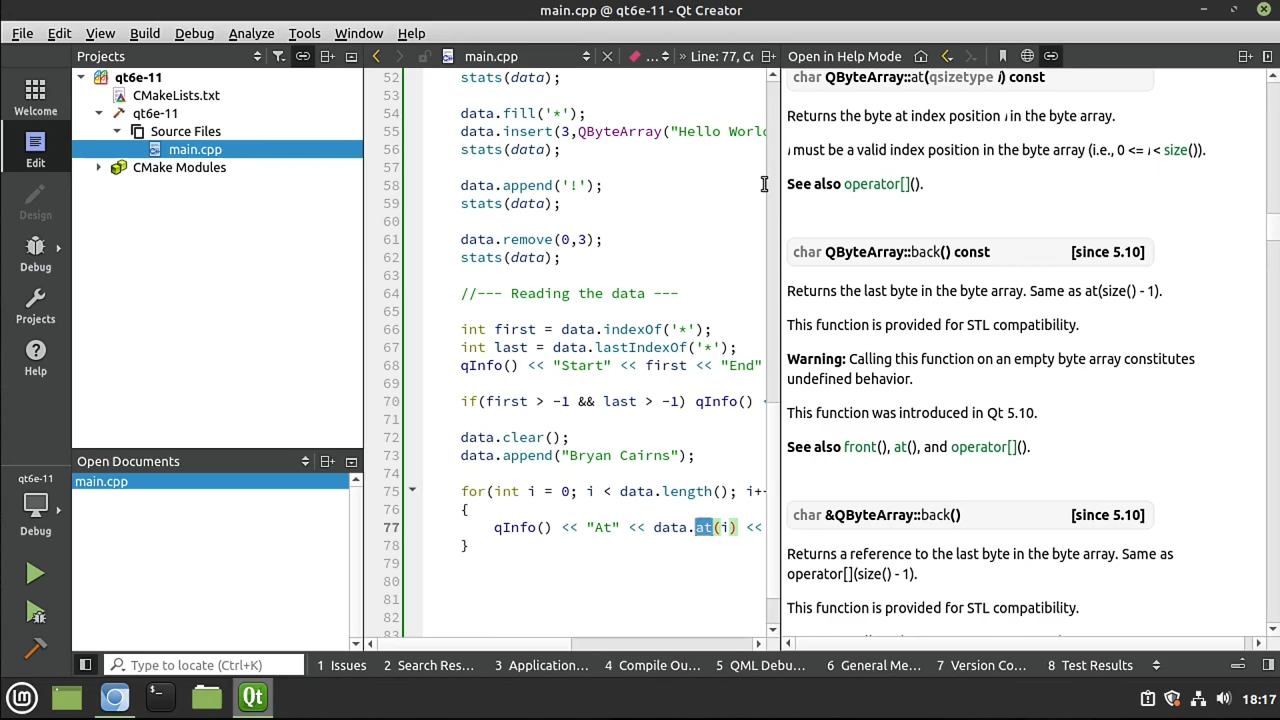 main.cpp @ qt6e-11 - Qt Creator
File Edit View Build Debug Analyze Tools Window Help
Projects
main.cpp
... » Line: 77, Co
Open in Help Mode
Welcome
Edit
Design
Debug
Projects
Help
qt6e-11
Debug
qt6e-11
CMakeLists.txt
qt6e-11
Source Files
main.cpp
CMake Modules
Open Documents
main.cpp
52 stats(data);
53
54 data.fill('*');
55 data.insert(3,QByteArray("Hello World
56 stats(data);
57
58 data.append('!');
59 stats(data);
60
61 data.remove(0,3);
62 stats(data);
63
64 //--- Reading the data ---
65
66 int first = data.indexOf('*');
67 int last = data.lastIndexOf('*');
68 qInfo() << "Start" << first << "End"
69
70 if(first > -1 && last > -1) qInfo() <
71
72 data.clear();
73 data.append("Bryan Cairns");
74
75 for(int i = 0; i < data.length(); i+
76 {
77 qInfo() << "At" << data.at(i) <<
78 }
79
80
81
82
83
char QByteArray::at(qsizetype i) const
Returns the byte at index position i in the byte array.
i must be a valid index position in the byte array (i.e., 0 <= i < size()).
See also operator[]().
char QByteArray::back() const [since 5.10]
Returns the last byte in the byte array. Same as at(size() - 1).
This function is provided for STL compatibility.
Warning: Calling this function on an empty byte array constitutes
undefined behavior.
This function was introduced in Qt 5.10.
See also front(), at(), and operator[]().
char &QByteArray::back() [since 5.10]
Returns a reference to the last byte in the byte array. Same as
operator[](size() - 1).
This function is provided for STL compatibility.
Type to locate (Ctrl+K)
1 Issues 2 Search Res... 3 Application... 4 Compile Ou... 5 QML Debu... 6 General Me... 7 Version Co... 8 Test Results
Qt
18:17